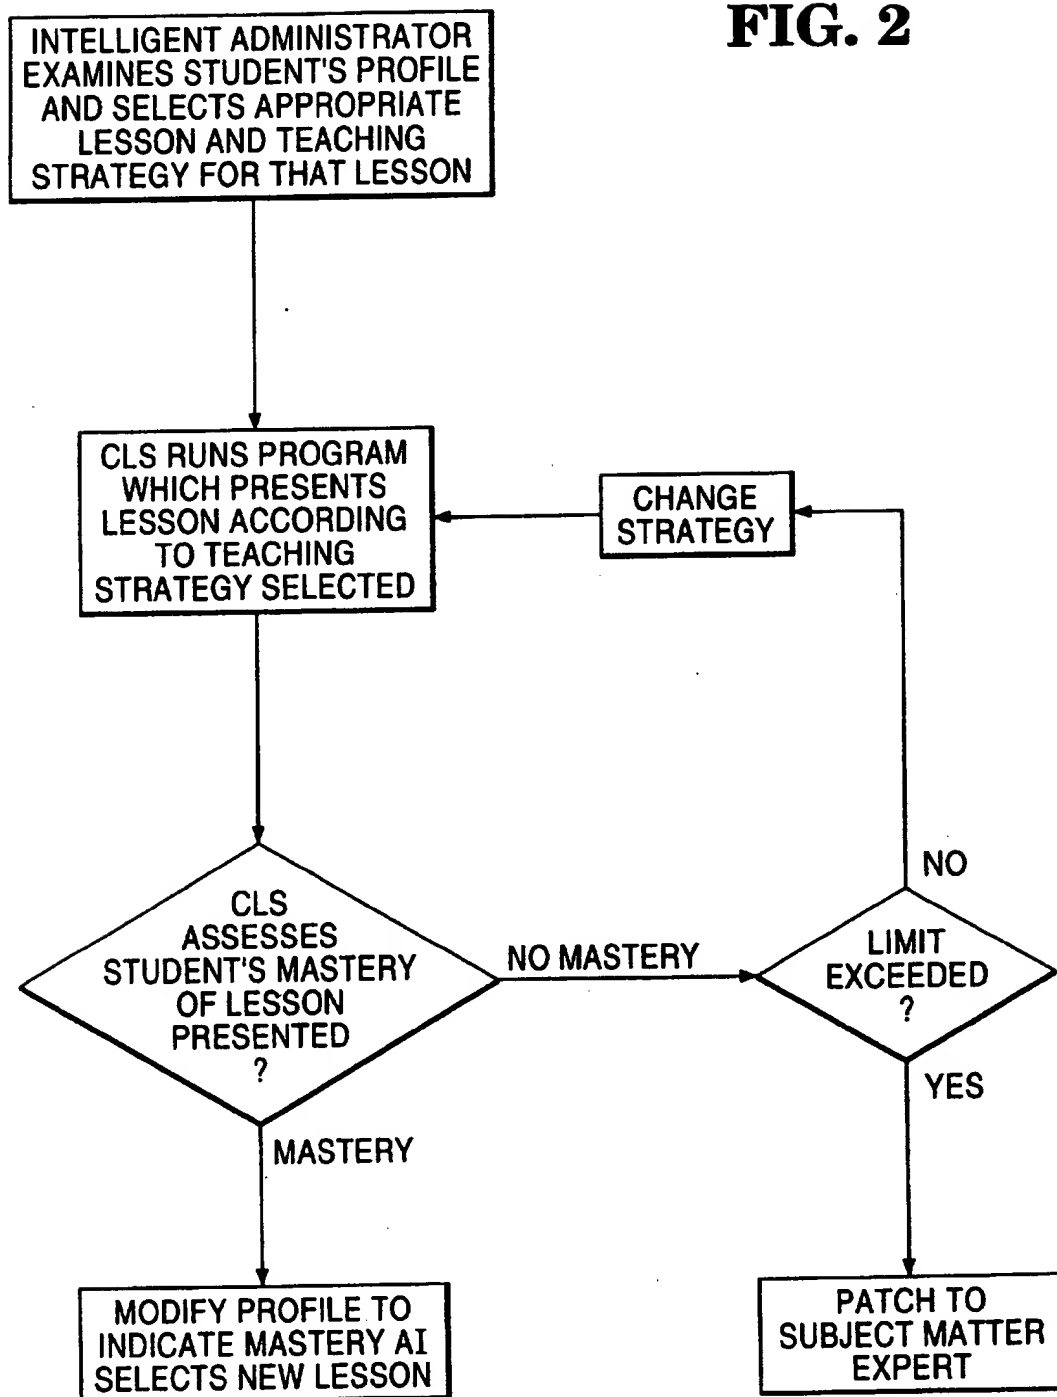 FIG. 2
INTELLIGENT ADMINISTRATOR
EXAMINES STUDENT'S PROFILE
AND SELECTS APPROPRIATE
LESSON AND TEACHING
STRATEGY FOR THAT LESSON
CLS RUNS PROGRAM
WHICH PRESENTS
LESSON ACCORDING
TO TEACHING
STRATEGY SELECTED
CHANGE
STRATEGY
CLS
ASSESSES
STUDENT'S MASTERY
OF LESSON
PRESENTED
?
NO MASTERY
LIMIT
EXCEEDED
?
NO
YES
MASTERY
MODIFY PROFILE TO
INDICATE MASTERY AI
SELECTS NEW LESSON
PATCH TO
SUBJECT MATTER
EXPERT